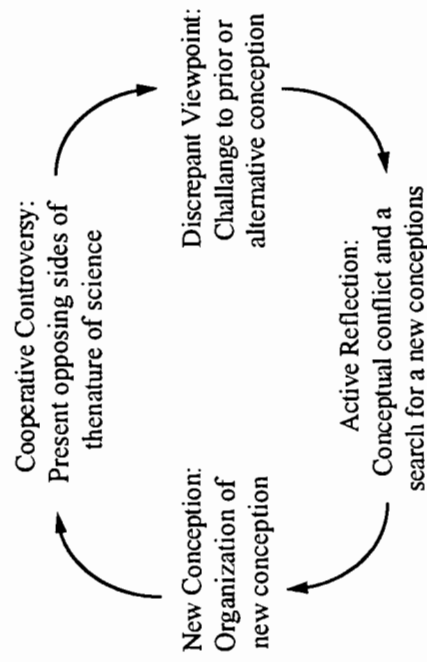 Cooperative Controversy:
Present opposing sides of
thenature of science
Discrepant Viewpoint:
Challange to prior or
alternative conception
Active Reflection:
Conceptual conflict and a
search for a new conceptions
New Conception:
Organization of
new conception